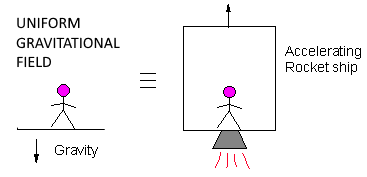 UNIFORM
GRAVITATIONAL
FIELD
Gravity
Accelerating
Rocket ship